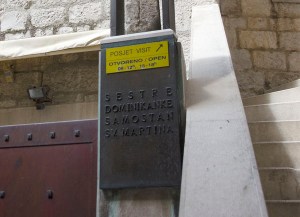 POSJET VISIT
OTVORENO / OPEN
SESTRE
DOMINIKANKE
SAMOSTAN
SV. MARTINA